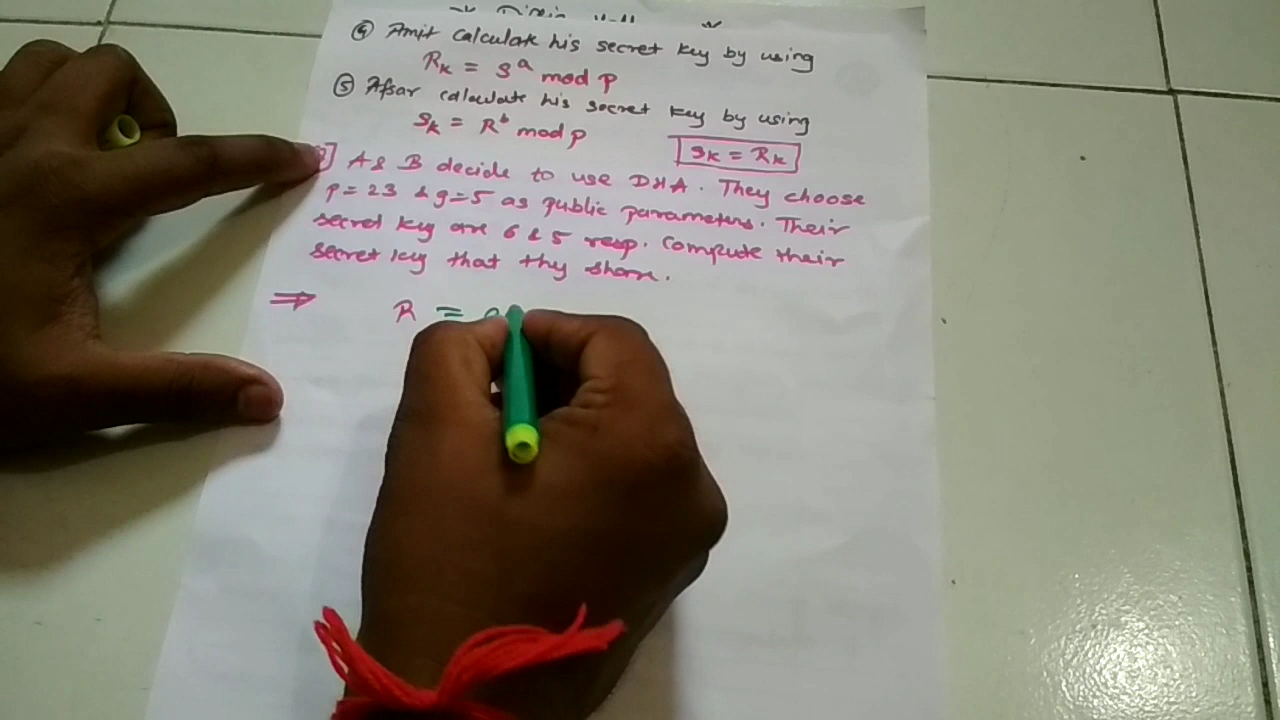 ④ Amit calculate his secret key by using
Rk = S^a mod p
⑤ Afsar calculate his secret key by using
Sk = R^b mod p
Sk = Rk
A & B decide to use DHA. They choose
p = 23 & g = 5 as public parameters. Their
secret key are 6 & 5 resp. Compute their
secret key that thy share.
⇒ R =